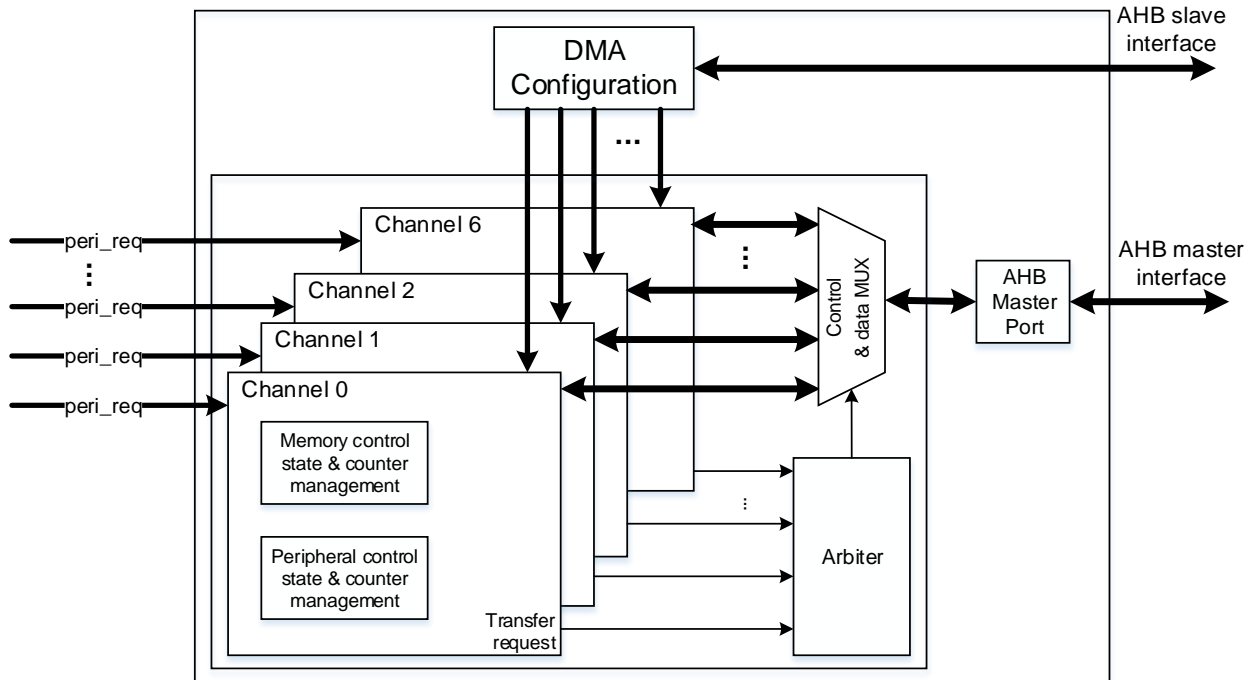 AHB slave
interface
DMA
Configuration
...
Channel 6
peri_req
...
Channel 2
peri_req
Channel 1
peri_req
Channel 0
peri_req
...
Control
& data MUX
AHB
Master
Port
AHB master
interface
Memory control
state & counter
management
Peripheral control
state & counter
management
Transfer
request
...
Arbiter